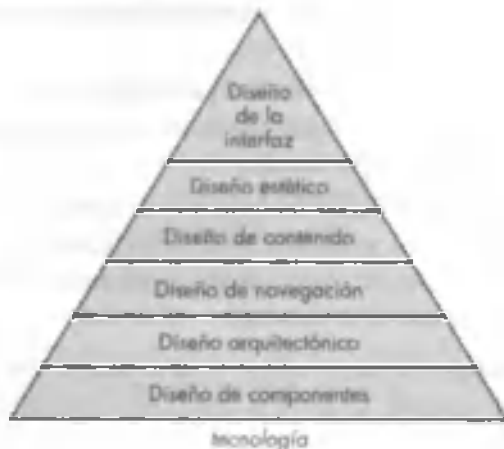 Diseño
de la
interfaz
Diseño estético
Diseño de contenido
Diseño de navegación
Diseño arquitectónico
Diseño de componentes
tecnología